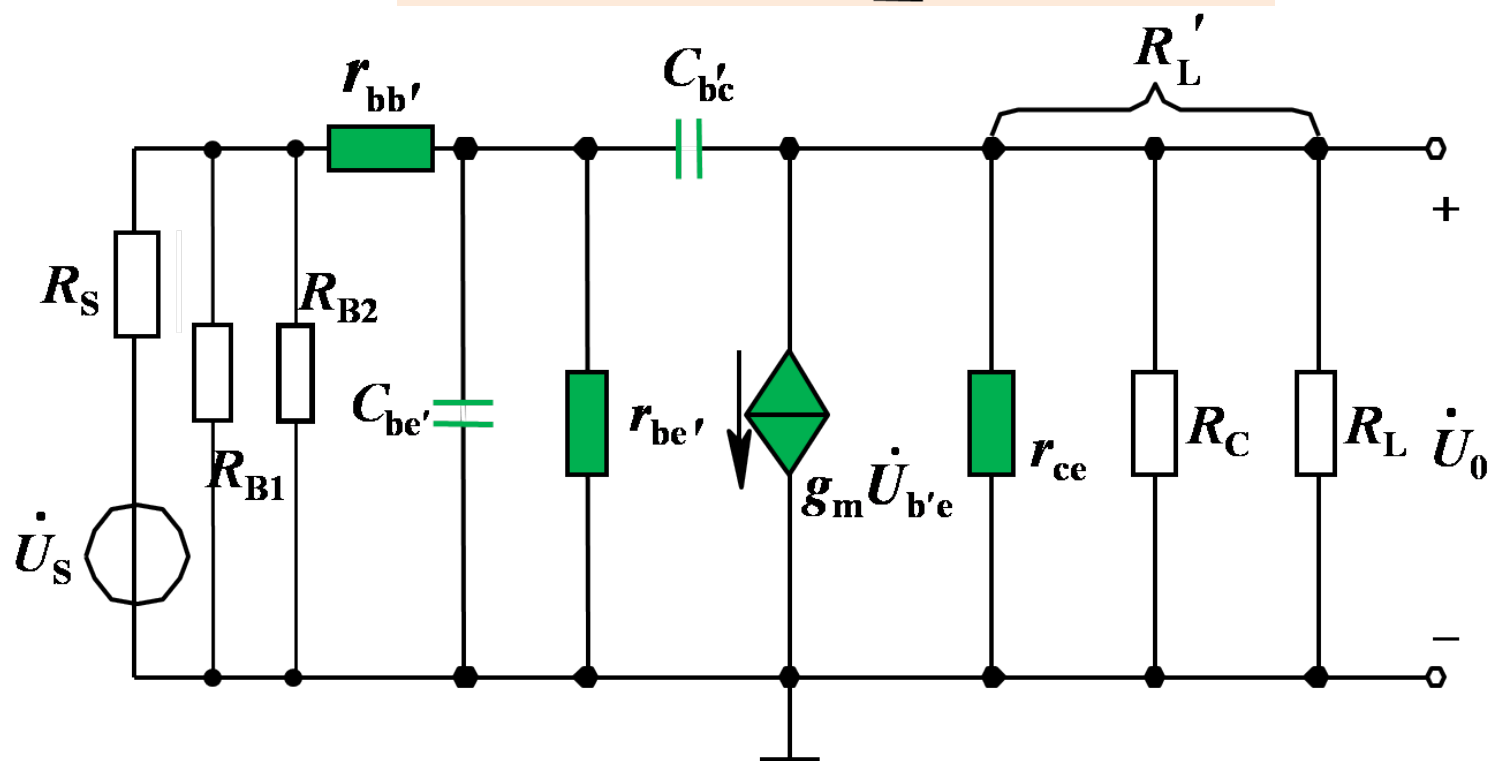 r_bb′
C_b′c
R_L′
+
R_S
R_B2
C_be′
r_be′
R_B1
g_m U̇_b′e
r_ce
R_C
R_L
U̇_0
U̇_S
−